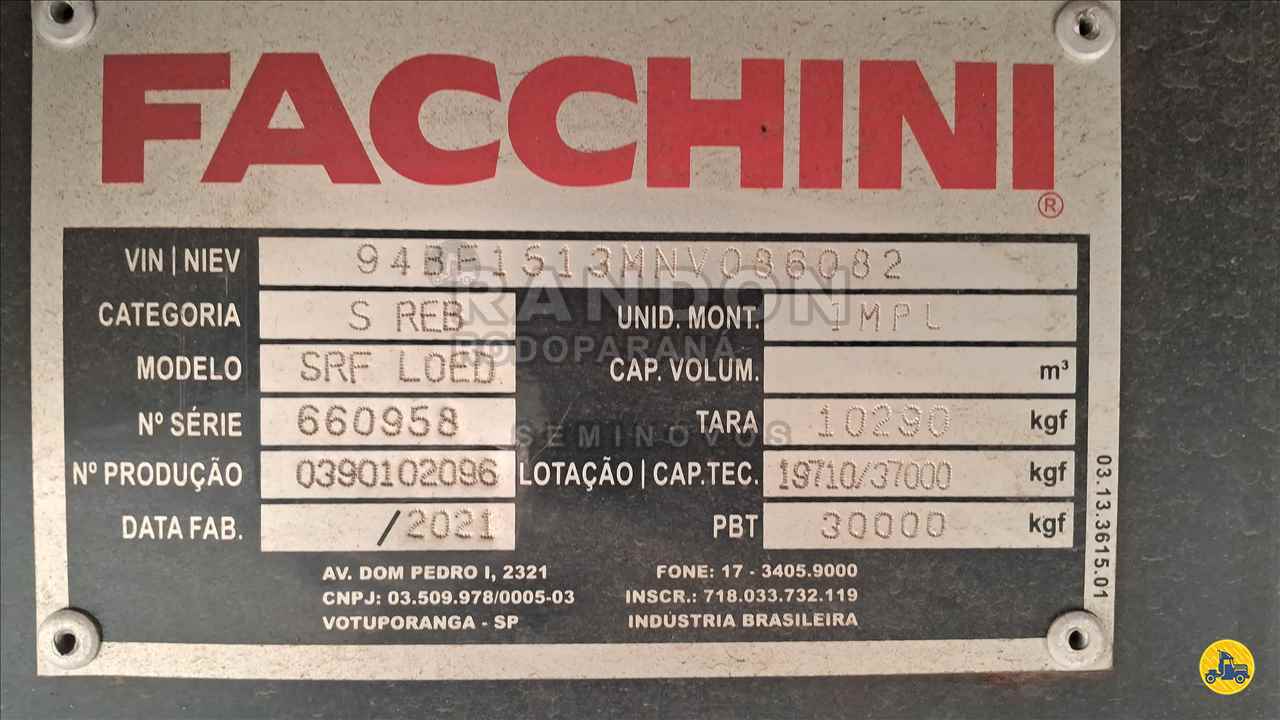 FACCHINI
®
VIN | NIEV 94BF1513MNV086082
CATEGORIA S REB UNID. MONT. IMPL
MODELO SRF LOED CAP. VOLUM. m³
Nº SÉRIE 660958 TARA 10290 kgf
Nº PRODUÇÃO 0390102096 LOTAÇÃO | CAP.TEC. 19710/37000 kgf
DATA FAB. /2021 PBT 30000 kgf
AV. DOM PEDRO I, 2321 FONE: 17 - 3405.9000
CNPJ: 03.509.978/0005-03 INSCR.: 718.033.732.119
VOTUPORANGA - SP INDÚSTRIA BRASILEIRA
03.13.3615.01
RANDON
RODOPARANÁ
SEMINOVOS